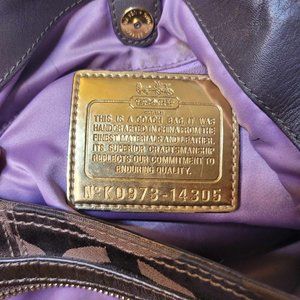 COACH
THIS IS A COACH BAG. IT WAS
HANDCRAFTED IN CHINA FROM THE
FINEST MATERIALS AND LEATHER.
ITS SUPERIOR CRAFTSMANSHIP
REFLECTS OUR COMMITMENT TO
ENDURING QUALITY.
Nº K0973-14305